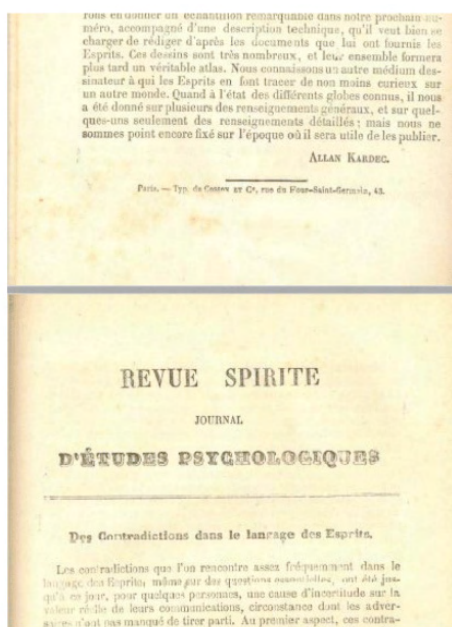 rons en donner un échantillon remarquable dans notre prochain nu-
méro, accompagné d'une description technique, qu'il veut bien se
charger de rédiger d'après les documents que lui ont fournis les
Esprits. Ces dessins sont très nombreux, et leur ensemble formera
plus tard un véritable atlas. Nous connaissons un autre médium des-
sinateur à qui les Esprits en font tracer de non moins curieux sur
un autre monde. Quand à l'état des différents globes connus, il nous
a été donné sur plusieurs des renseignements généraux, et sur quel-
ques-uns seulement des renseignements détaillés; mais nous ne
sommes point encore fixé sur l'époque où il sera utile de les publier.
ALLAN KARDEC.
Paris. — Typ. de Cosson et Cᵉ, rue du Four-Saint-Germain, 43.
REVUE SPIRITE
JOURNAL
D'ÉTUDES PSYCHOLOGIQUES
Des Contradictions dans le langage des Esprits.
Les contradictions que l'on rencontre assez fréquemment dans le
langage des Esprits, même sur des questions essentielles, ont été jus-
qu'à ce jour, pour quelques personnes, une cause d'incertitude sur la
valeur réelle de leurs communications, circonstance dont les adver-
saires n'ont pas manqué de tirer parti. Au premier aspect, ces contra-